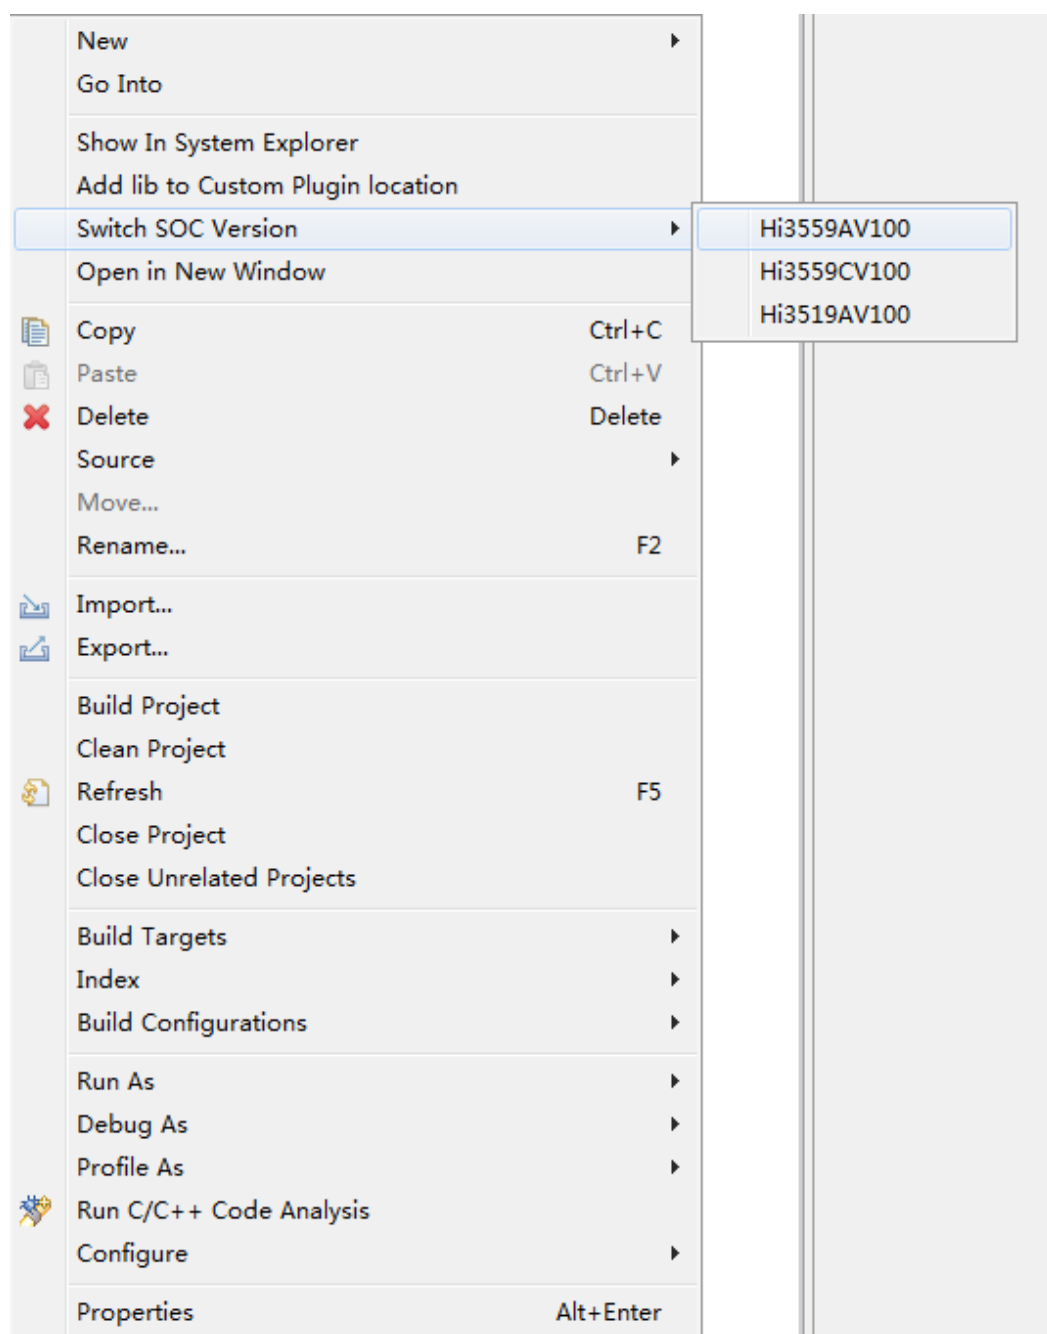 New
Go Into
Show In System Explorer
Add lib to Custom Plugin location
Switch SOC Version
Hi3559AV100
Open in New Window
Hi3559CV100
Hi3519AV100
Copy Ctrl+C
Paste Ctrl+V
Delete Delete
Source
Move...
Rename... F2
Import...
Export...
Build Project
Clean Project
Refresh F5
Close Project
Close Unrelated Projects
Build Targets
Index
Build Configurations
Run As
Debug As
Profile As
Run C/C++ Code Analysis
Configure
Properties Alt+Enter